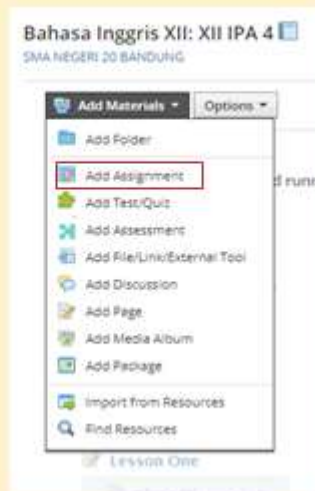 Bahasa Inggris XII: XII IPA 4
SMA NEGERI 20 BANDUNG
Add Materials Options
Add Folder
Add Assignment
d runn
Add Test/Quiz
Add Assessment
Add File/Link/External Tool
Add Discussion
Add Page
Add Media Album
Add Package
Import from Resources
Find Resources
Lesson One